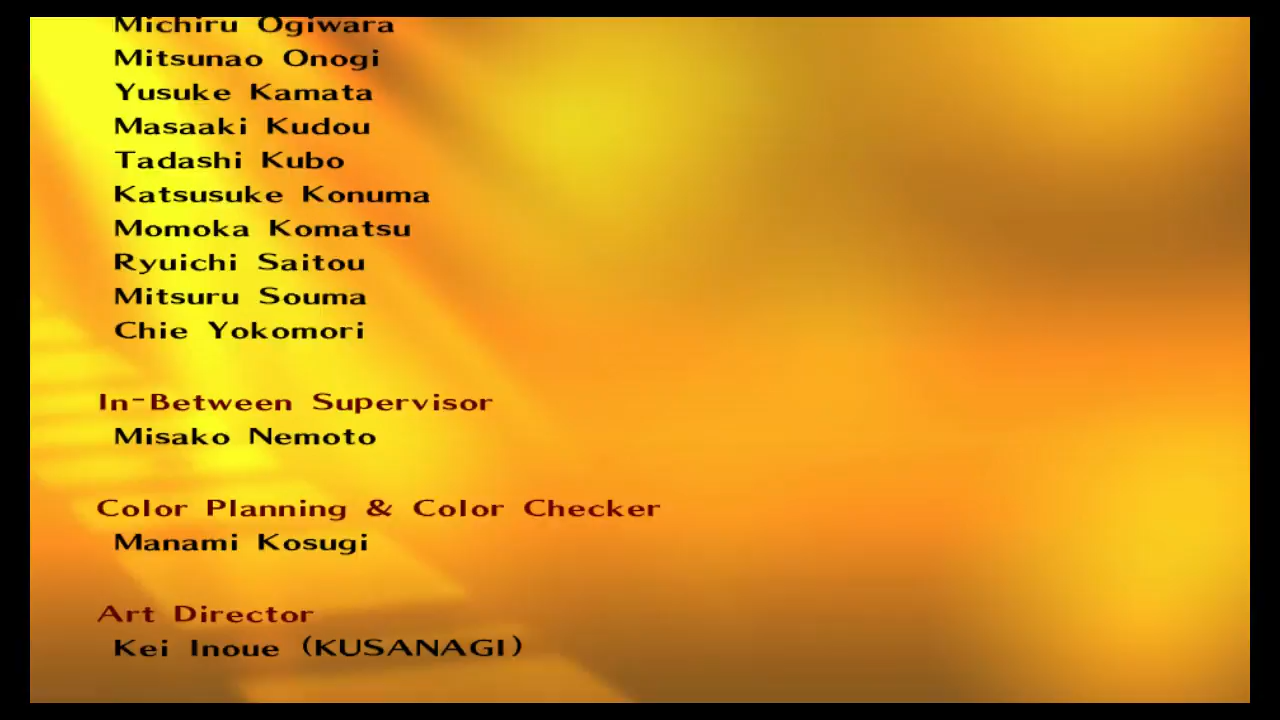 Michiru Ogiwara
Mitsunao Onogi
Yusuke Kamata
Masaaki Kudou
Tadashi Kubo
Katsusuke Konuma
Momoka Komatsu
Ryuichi Saitou
Mitsuru Souma
Chie Yokomori
In-Between Supervisor
Misako Nemoto
Color Planning & Color Checker
Manami Kosugi
Art Director
Kei Inoue (KUSANAGI)